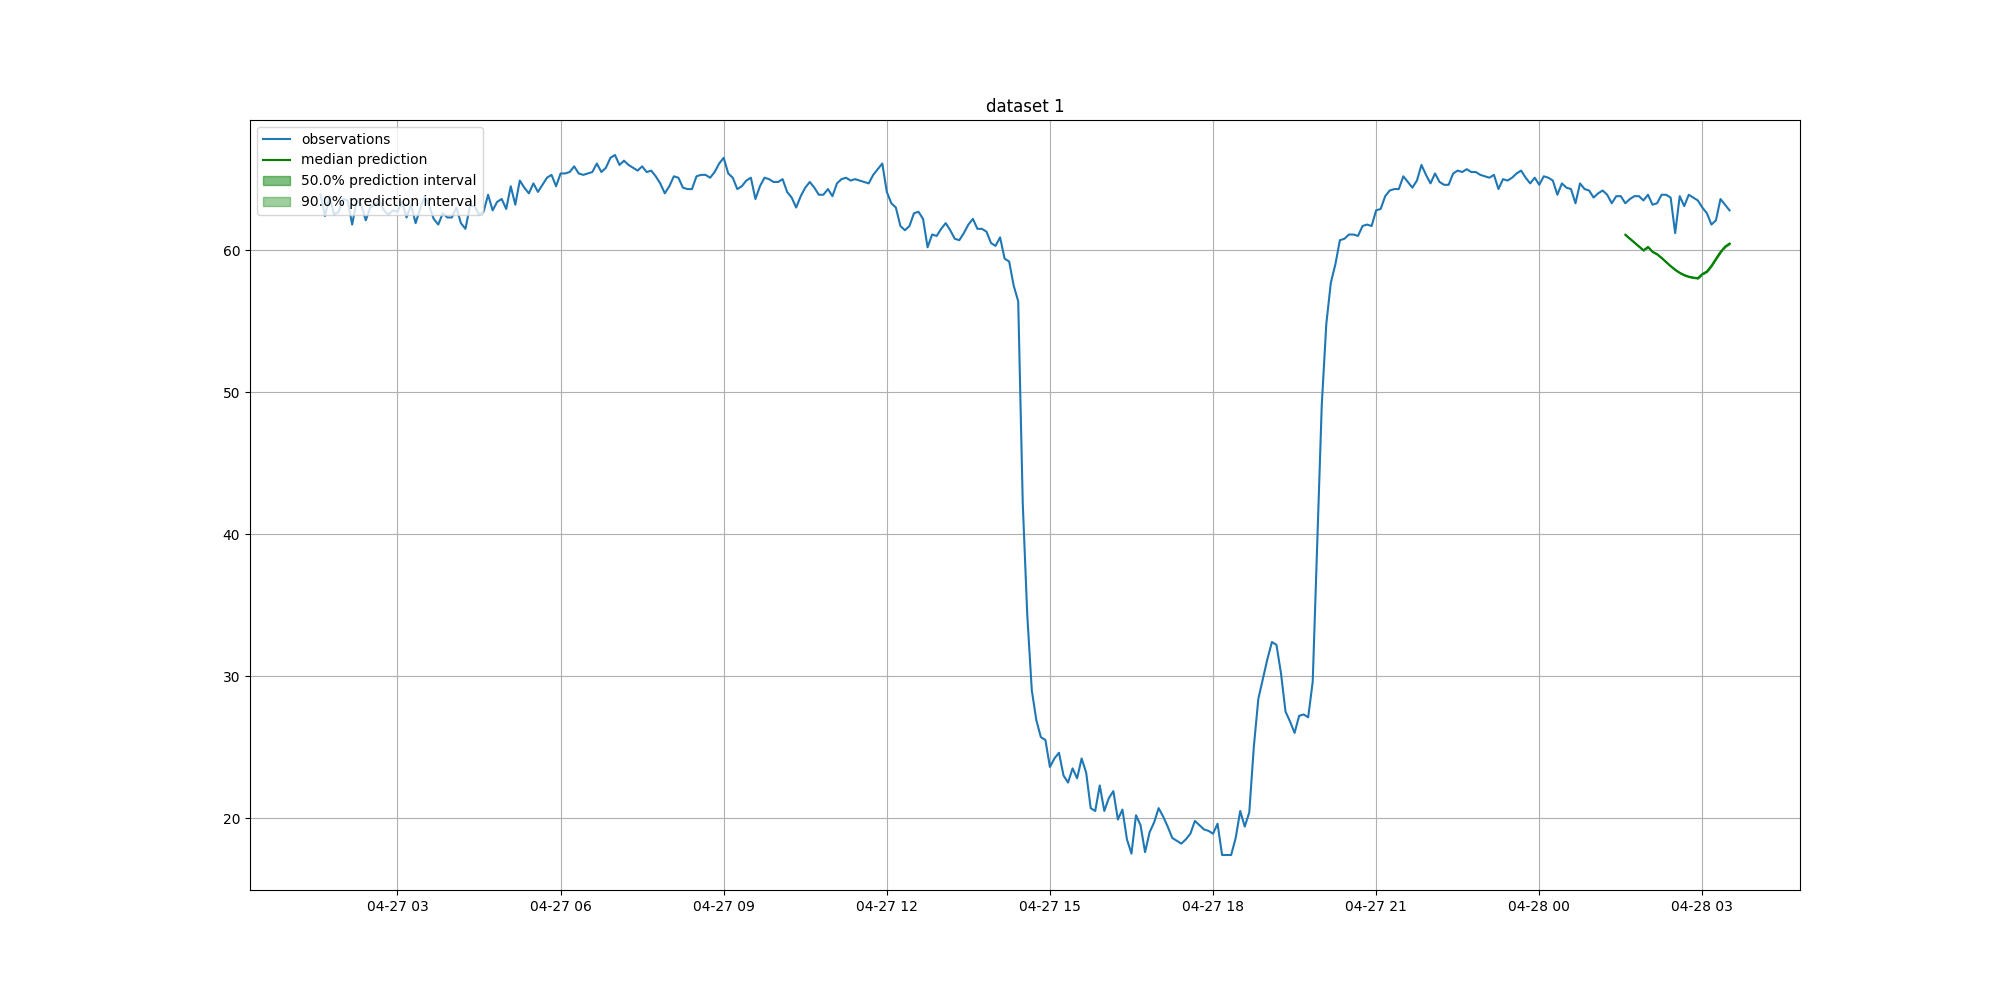 dataset 1
observations
median prediction
50.0% prediction interval
90.0% prediction interval
60
50
40
30
20
04-27 03
04-27 06
04-27 09
04-27 12
04-27 15
04-27 18
04-27 21
04-28 00
04-28 03